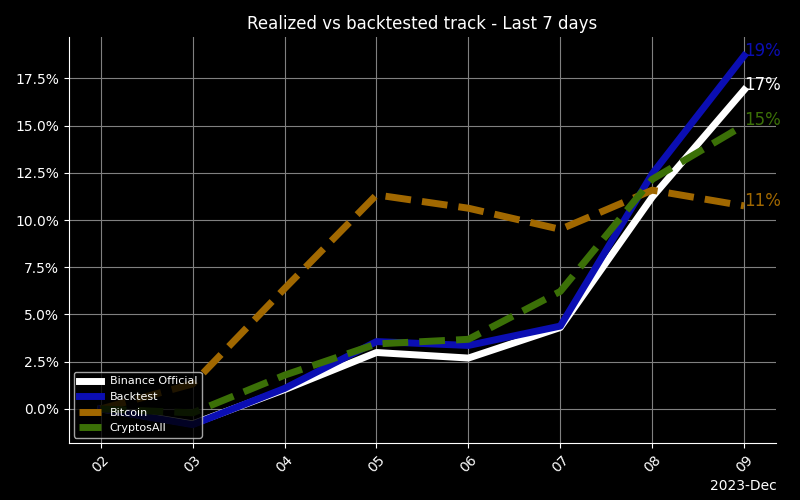 Realized vs backtested track - Last 7 days
19%
17%
15%
11%
17.5%
15.0%
12.5%
10.0%
7.5%
5.0%
2.5%
0.0%
Binance Official
Backtest
Bitcoin
CryptosAll
02 03 04 05 06 07 08 09
2023-Dec